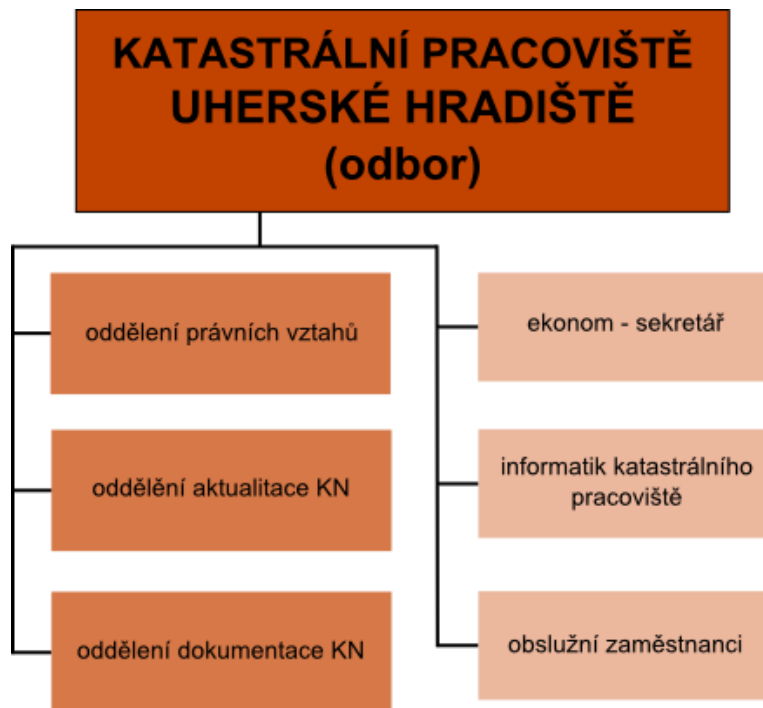 KATASTRÁLNÍ PRACOVIŠTĚ
UHERSKÉ HRADIŠTĚ
(odbor)
oddělení právních vztahů
oddělění aktualitace KN
oddělení dokumentace KN
ekonom - sekretář
informatik katastrálního
pracoviště
obslužní zaměstnanci